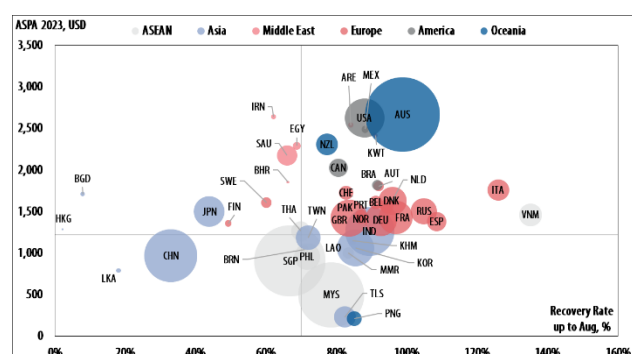 ASPA 2023, USD
ASEAN Asia Middle East Europe America Oceania
3,500
3,000
2,500
2,000
1,500
1,000
500
0
0% 20% 40% 60% 80% 100% 120% 140% 160%
Recovery Rate
up to Aug, %
IRN
ARE
MEX
USA
AUS
EGY
SAU
NZL
KWT
BHR
CAN
BRA
AUT
NLD
BGD
SWE
CHE
BEL
DNK
ITA
HKG
JPN
FIN
THA
TWN
PAK
PRT
GBR
NOR
DEU
FRA
RUS
ESP
VNM
IND
CHN
BRN
SGP
PHL
LAO
KHM
KOR
MMR
LKA
MYS
TLS
PNG